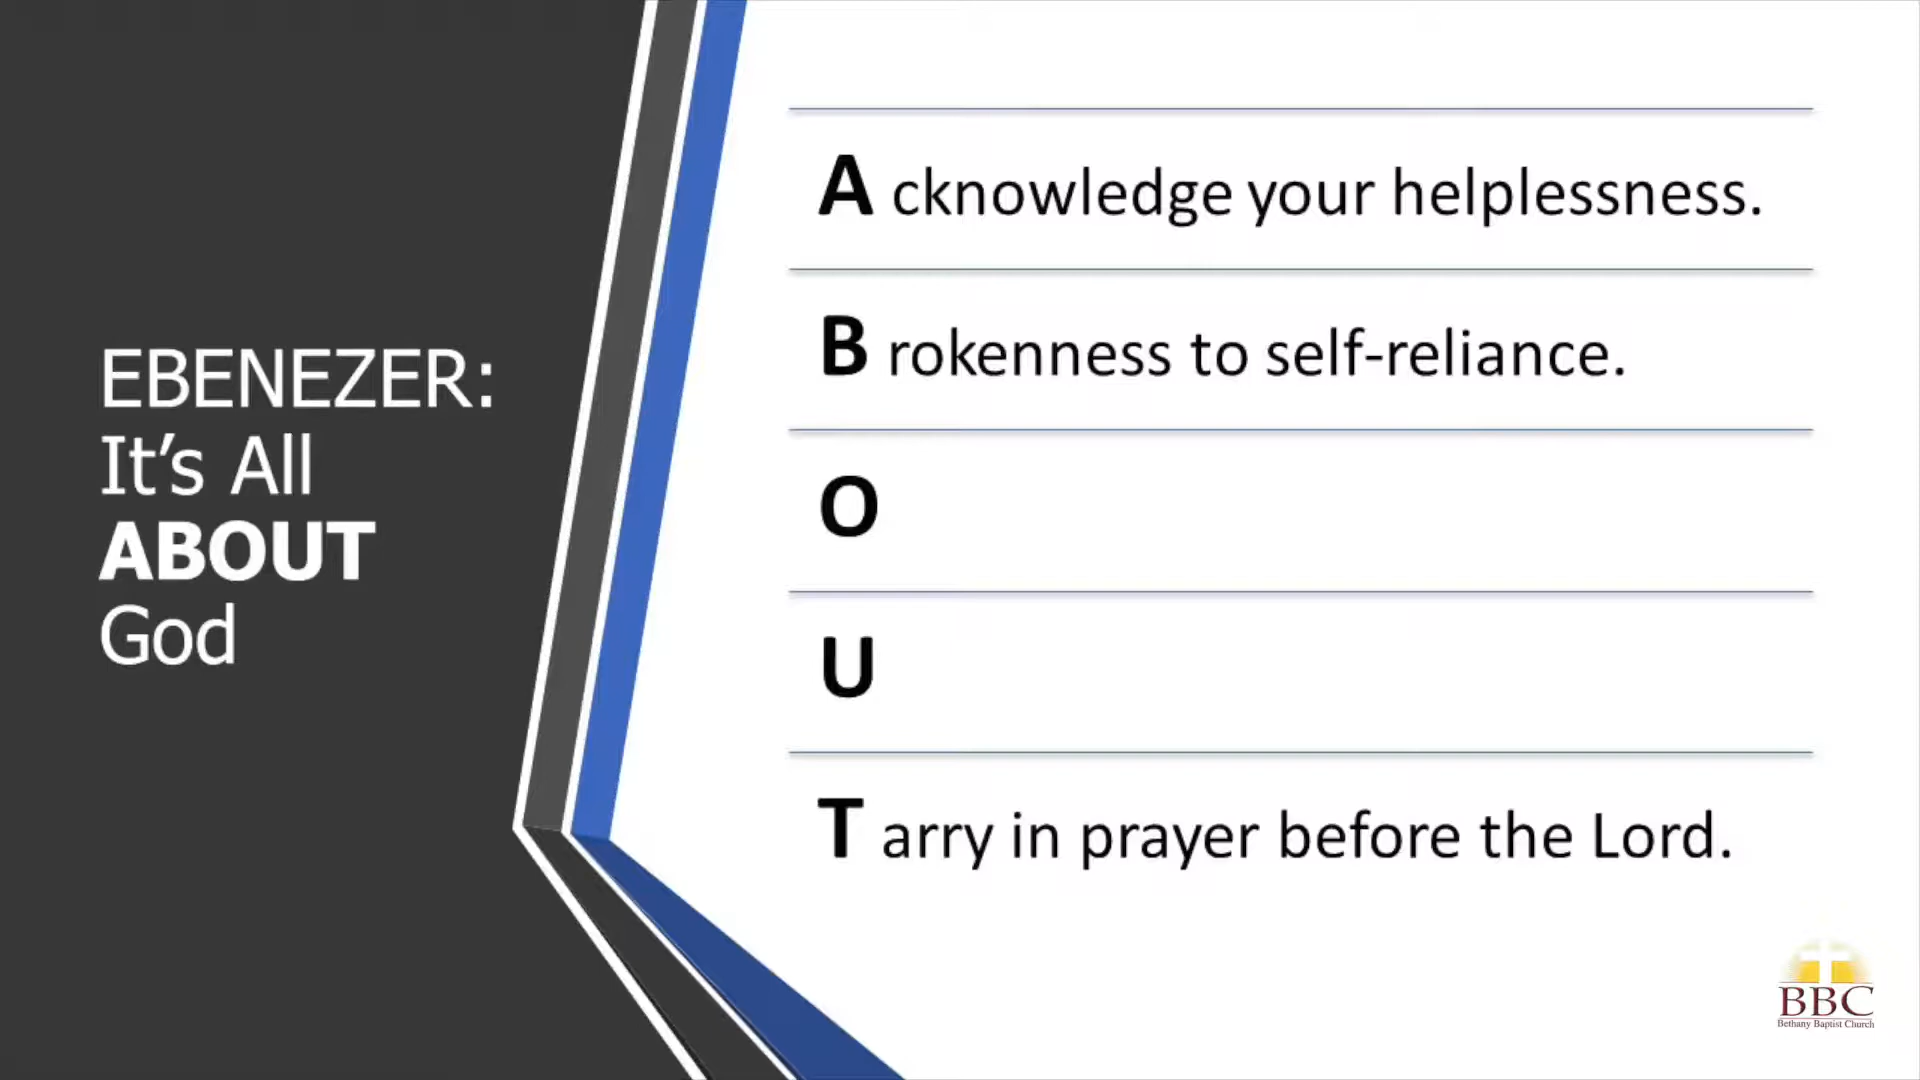 EBENEZER:
It's All
ABOUT
God
A cknowledge your helplessness.
B rokenness to self-reliance.
O
U
T arry in prayer before the Lord.
BBC
Bethany Baptist Church